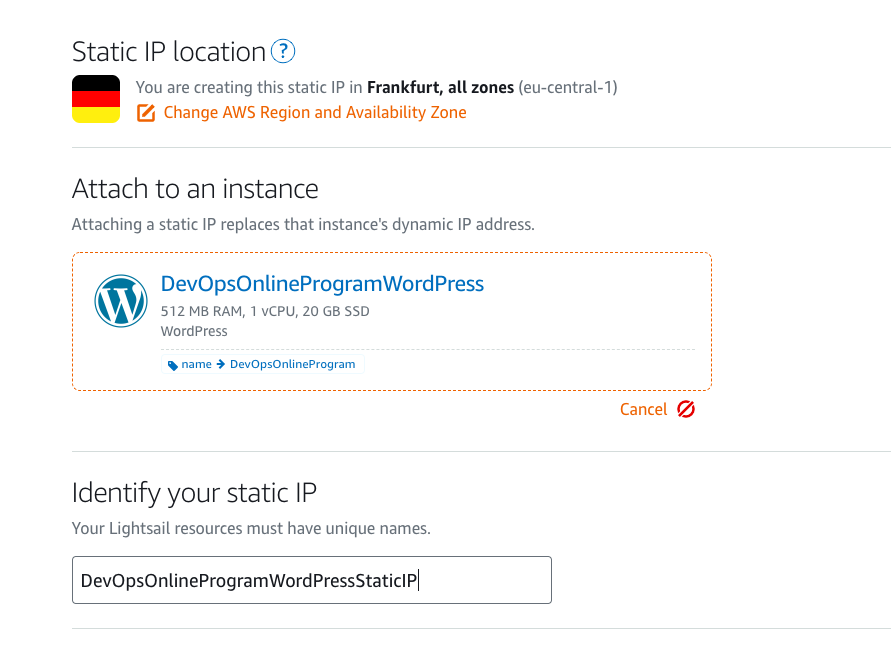 Static IP location ?
You are creating this static IP in Frankfurt, all zones (eu-central-1)
Change AWS Region and Availability Zone
Attach to an instance
Attaching a static IP replaces that instance's dynamic IP address.
DevOpsOnlineProgramWordPress
512 MB RAM, 1 vCPU, 20 GB SSD
WordPress
name → DevOpsOnlineProgram
Cancel
Identify your static IP
Your Lightsail resources must have unique names.
DevOpsOnlineProgramWordPressStaticIP